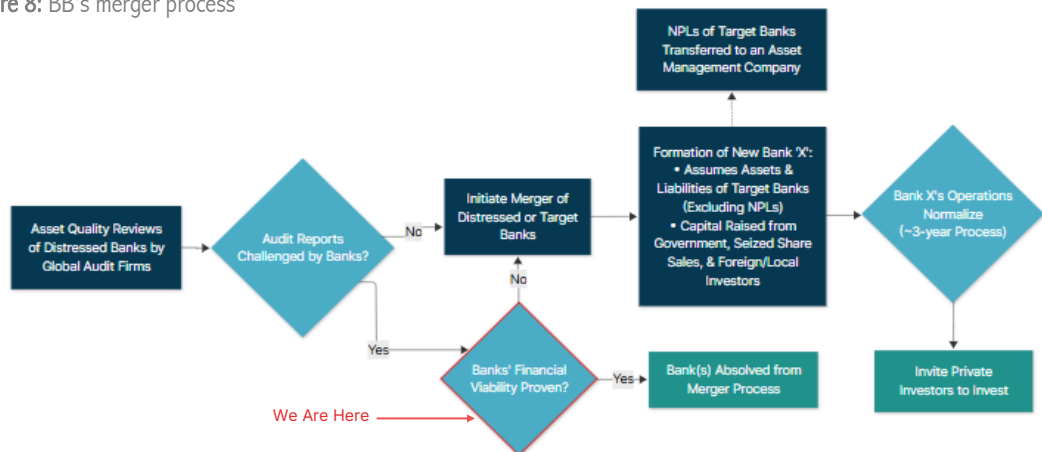 re 8: BB's merger process
NPLs of Target Banks
Transferred to an Asset
Management Company
Asset Quality Reviews
of Distressed Banks by
Global Audit Firms
Audit Reports
Challenged by Banks?
No
Initiate Merger of
Distressed or Target
Banks
Formation of New Bank 'X':
• Assumes Assets &
Liabilities of Target Banks
(Excluding NPLs)
• Capital Raised from
Government, Seized Share
Sales, & Foreign/Local
Investors
Bank X's Operations
Normalize
(~3-year Process)
No
Yes
Banks' Financial
Viability Proven?
Yes
Bank(s) Absolved from
Merger Process
Invite Private
Investors to Invest
We Are Here